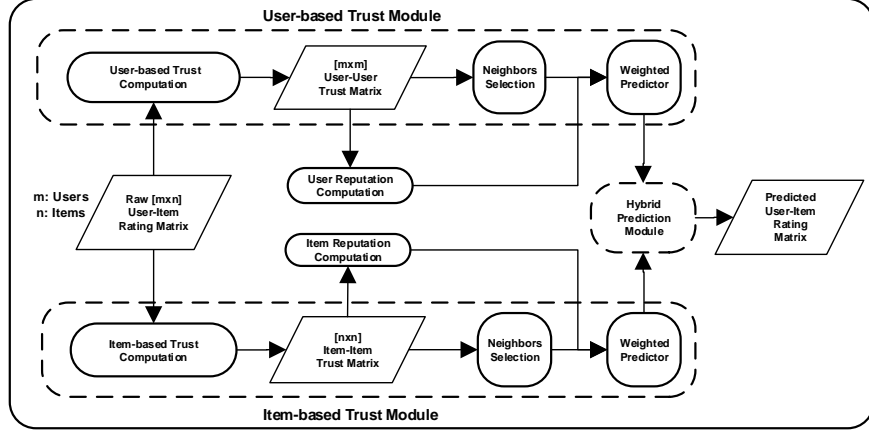 User-based Trust Module
User-based Trust
Computation
[mxm]
User-User
Trust Matrix
Neighbors
Selection
Weighted
Predictor
User Reputation
Computation
m: Users
n: Items
Raw [mxn]
User-Item
Rating Matrix
Hybrid
Prediction
Module
Predicted
User-Item
Rating
Matrix
Item Reputation
Computation
Item-based Trust
Computation
[nxn]
Item-Item
Trust Matrix
Neighbors
Selection
Weighted
Predictor
Item-based Trust Module